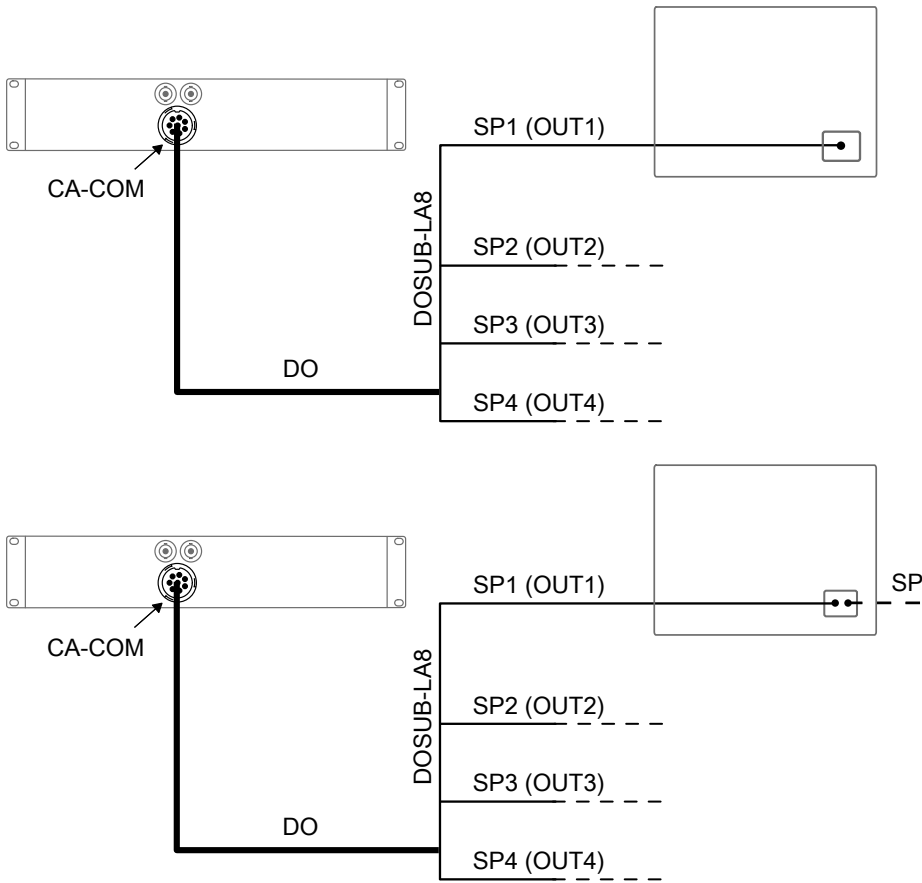 SP1 (OUT1)
CA-COM
DOSUB-LA8
SP2 (OUT2)
SP3 (OUT3)
DO
SP4 (OUT4)
SP1 (OUT1)
SP
CA-COM
DOSUB-LA8
SP2 (OUT2)
SP3 (OUT3)
DO
SP4 (OUT4)